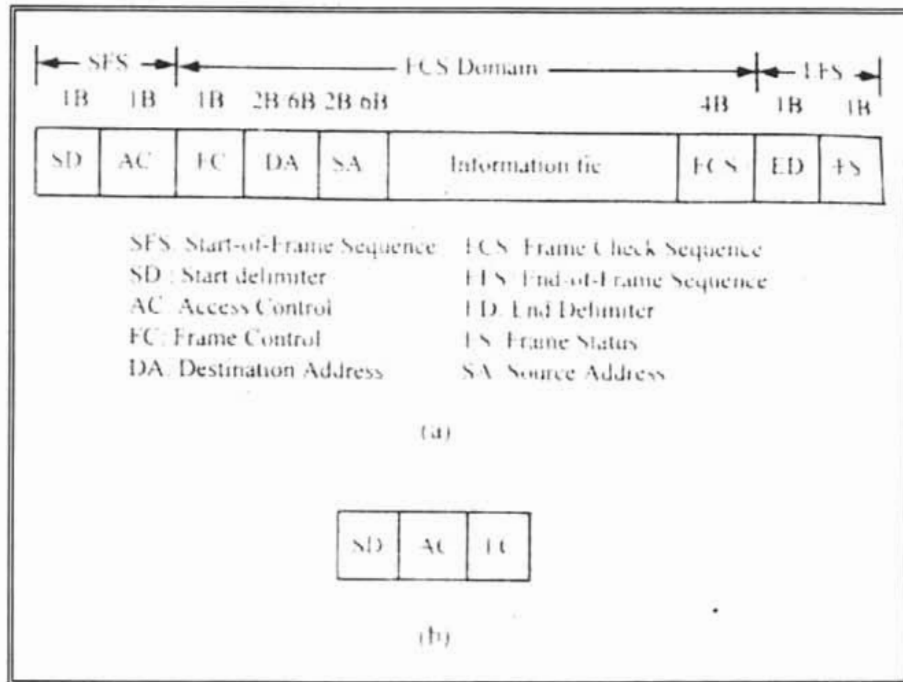 SFS FCS Domain EFS
1B 1B 1B 2B/6B 2B/6B 4B 1B 1B
SD AC FC DA SA Information fie FCS ED FS
SFS: Start-of-Frame Sequence FCS: Frame Check Sequence
SD : Start delimiter EFS: End-of-Frame Sequence
AC: Access Control ED: End Delimiter
FC: Frame Control FS: Frame Status
DA: Destination Address SA: Source Address
(a)
SD AC FC
(b)